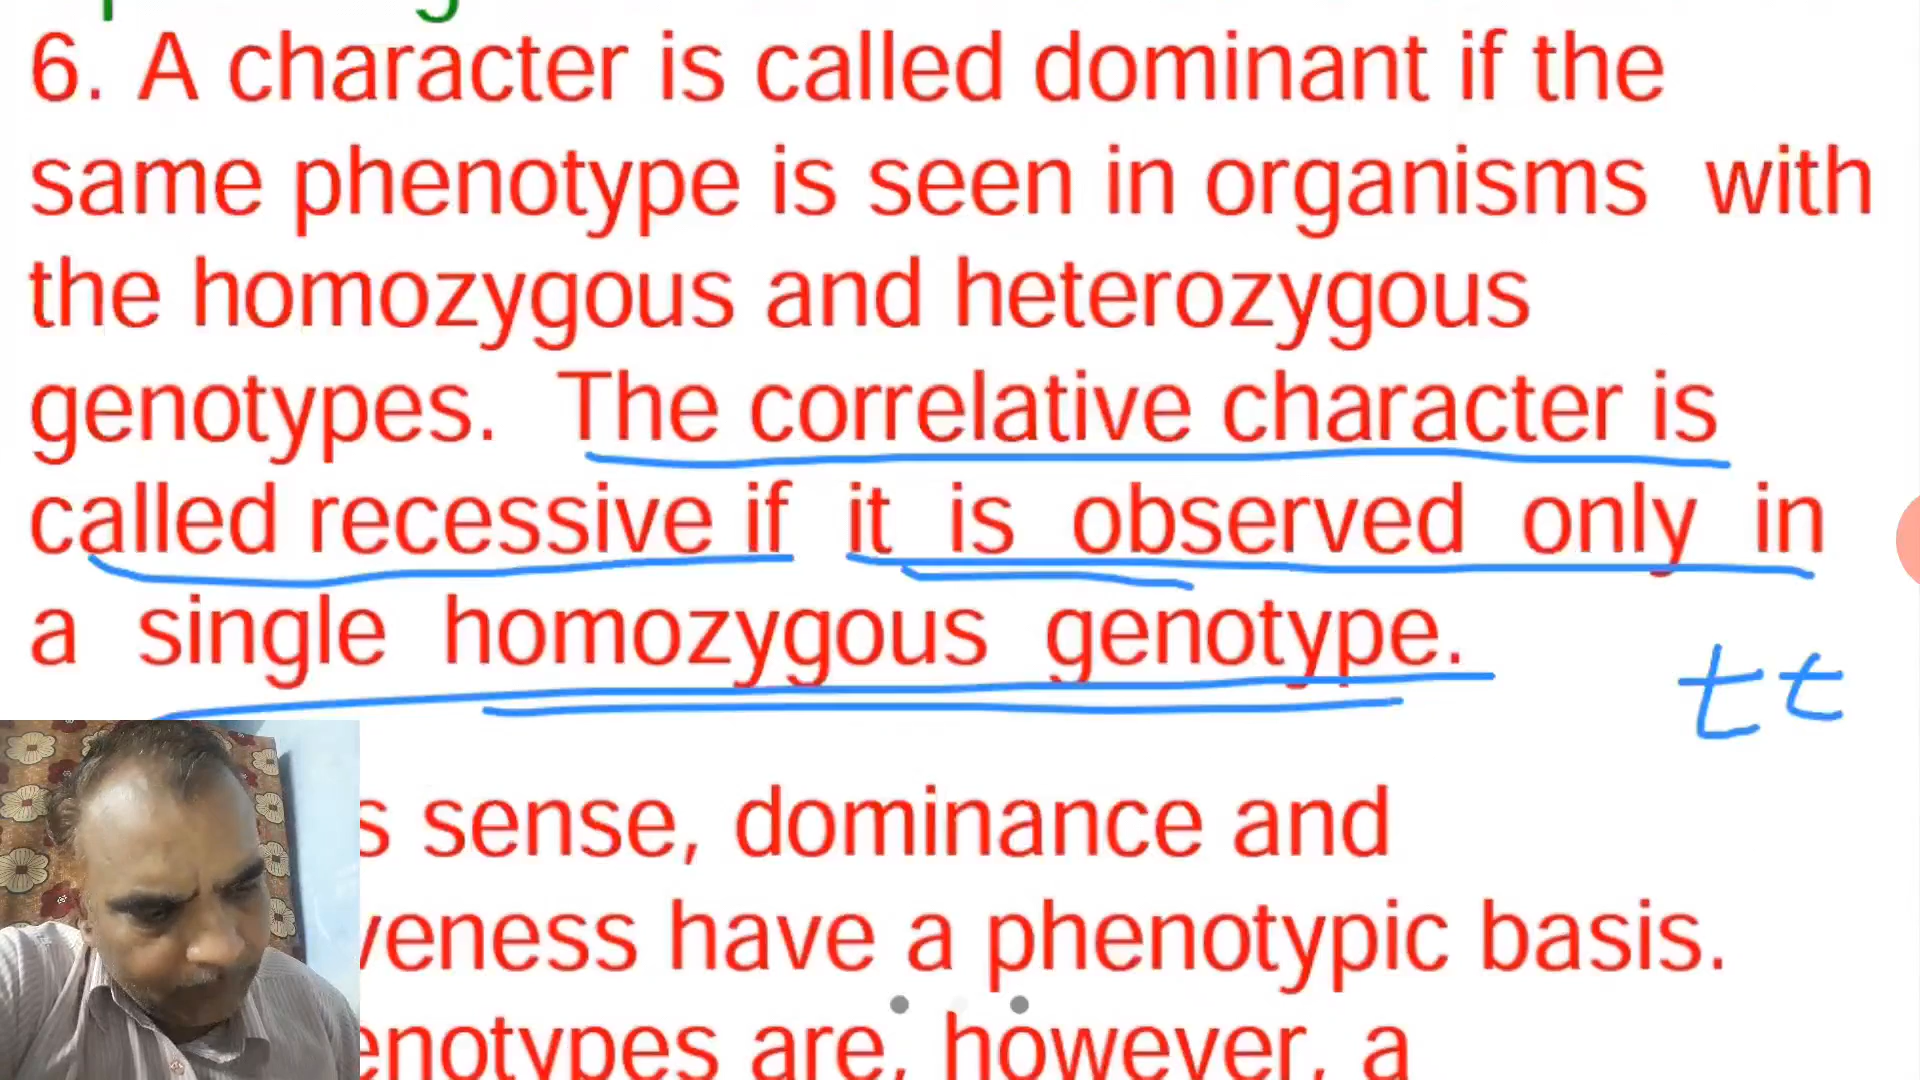 6. A character is called dominant if the
same phenotype is seen in organisms with
the homozygous and heterozygous
genotypes. The correlative character is
called recessive if it is observed only in
a single homozygous genotype.
tt
sense, dominance and
have a phenotypic basis.
are, however, a